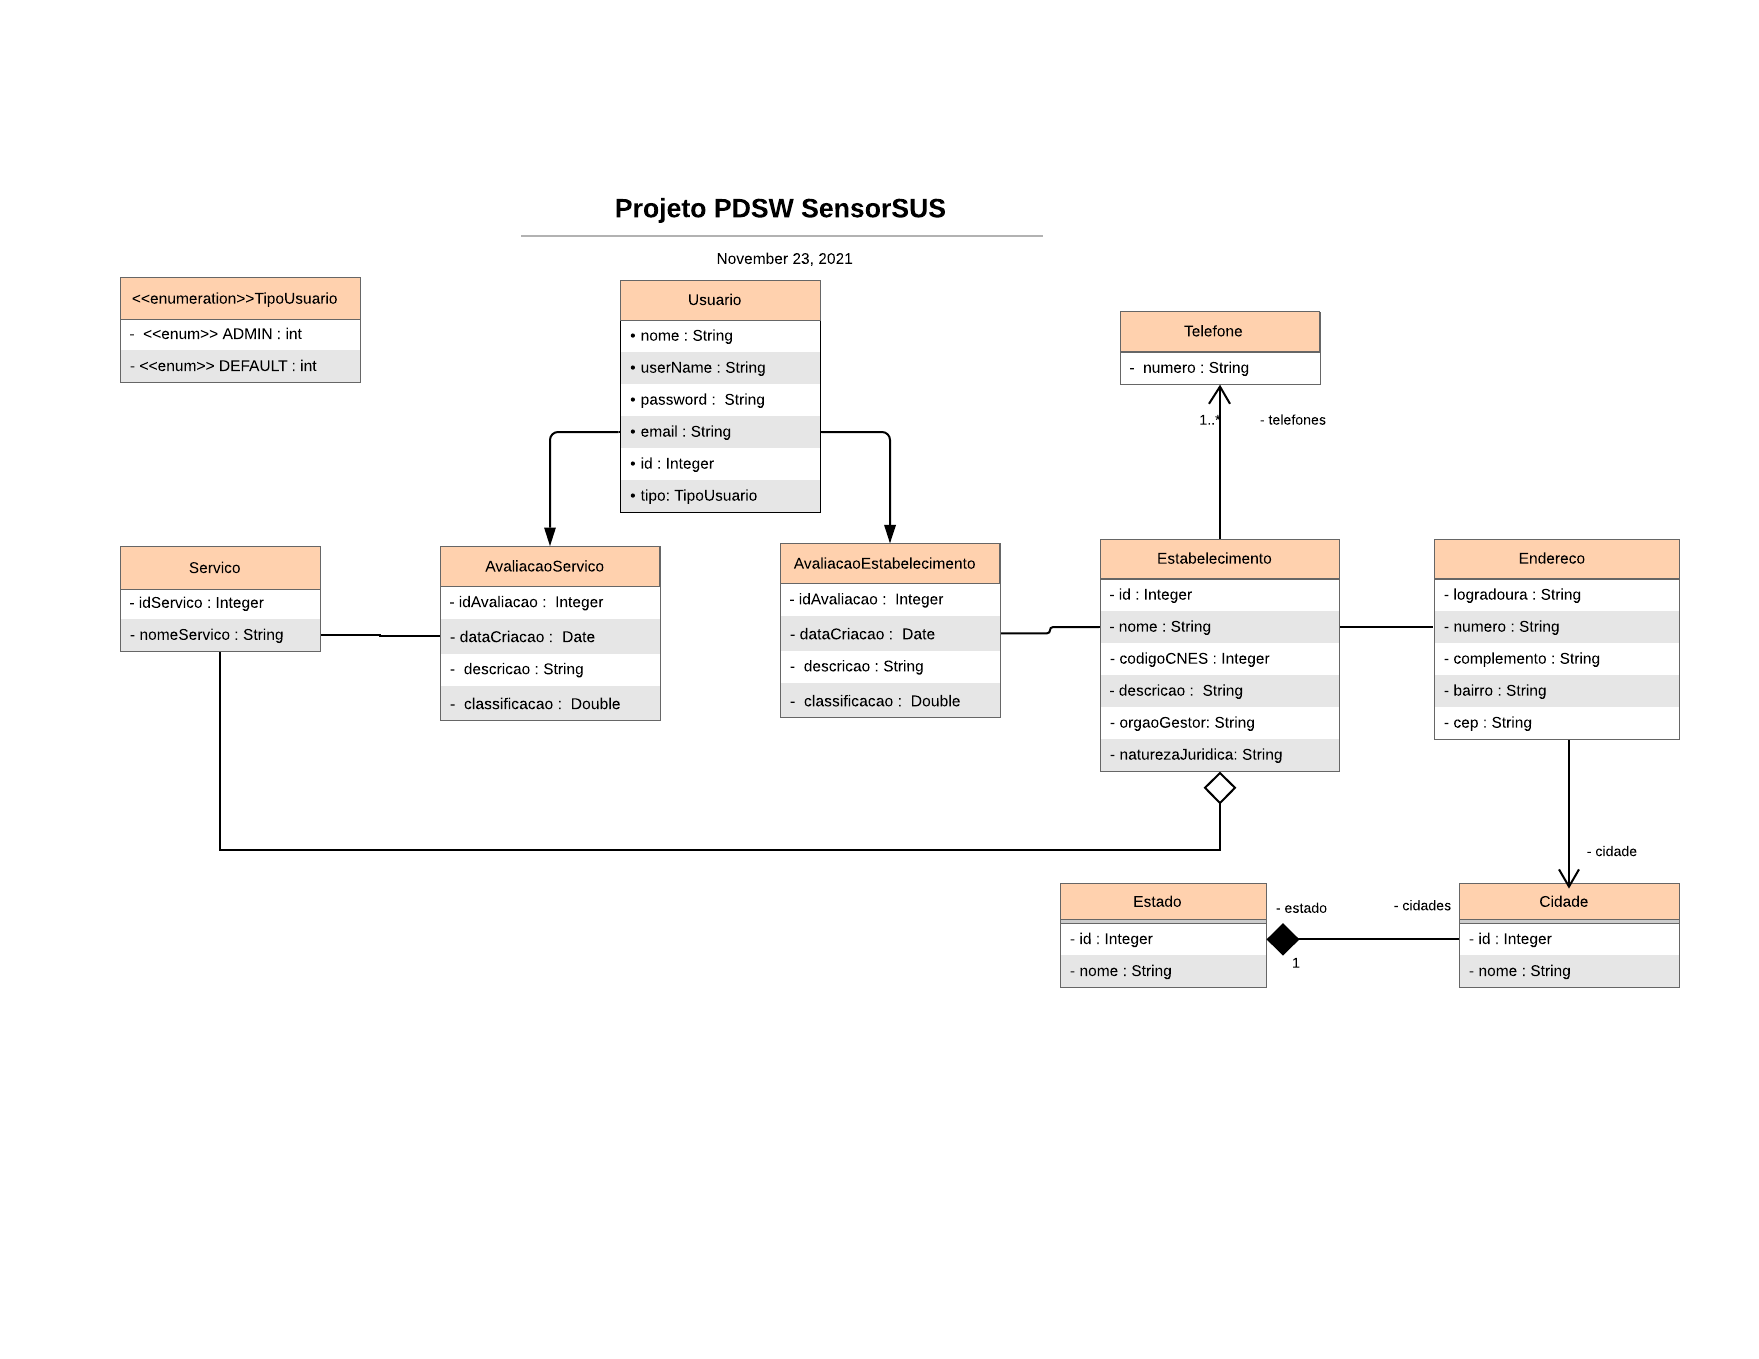 Projeto PDSW SensorSUS
November 23, 2021
<<enumeration>>TipoUsuario
- <<enum>> ADMIN : int
- <<enum>> DEFAULT : int
Usuario
• nome : String
• userName : String
• password : String
• email : String
• id : Integer
• tipo: TipoUsuario
Telefone
- numero : String
1..*
- telefones
Servico
- idServico : Integer
- nomeServico : String
AvaliacaoServico
- idAvaliacao : Integer
- dataCriacao : Date
- descricao : String
- classificacao : Double
AvaliacaoEstabelecimento
- idAvaliacao : Integer
- dataCriacao : Date
- descricao : String
- classificacao : Double
Estabelecimento
- id : Integer
- nome : String
- codigoCNES : Integer
- descricao : String
- orgaoGestor: String
- naturezaJuridica: String
Endereco
- logradoura : String
- numero : String
- complemento : String
- bairro : String
- cep : String
- cidade
Estado
- id : Integer
- nome : String
- estado
1
- cidades
Cidade
- id : Integer
- nome : String